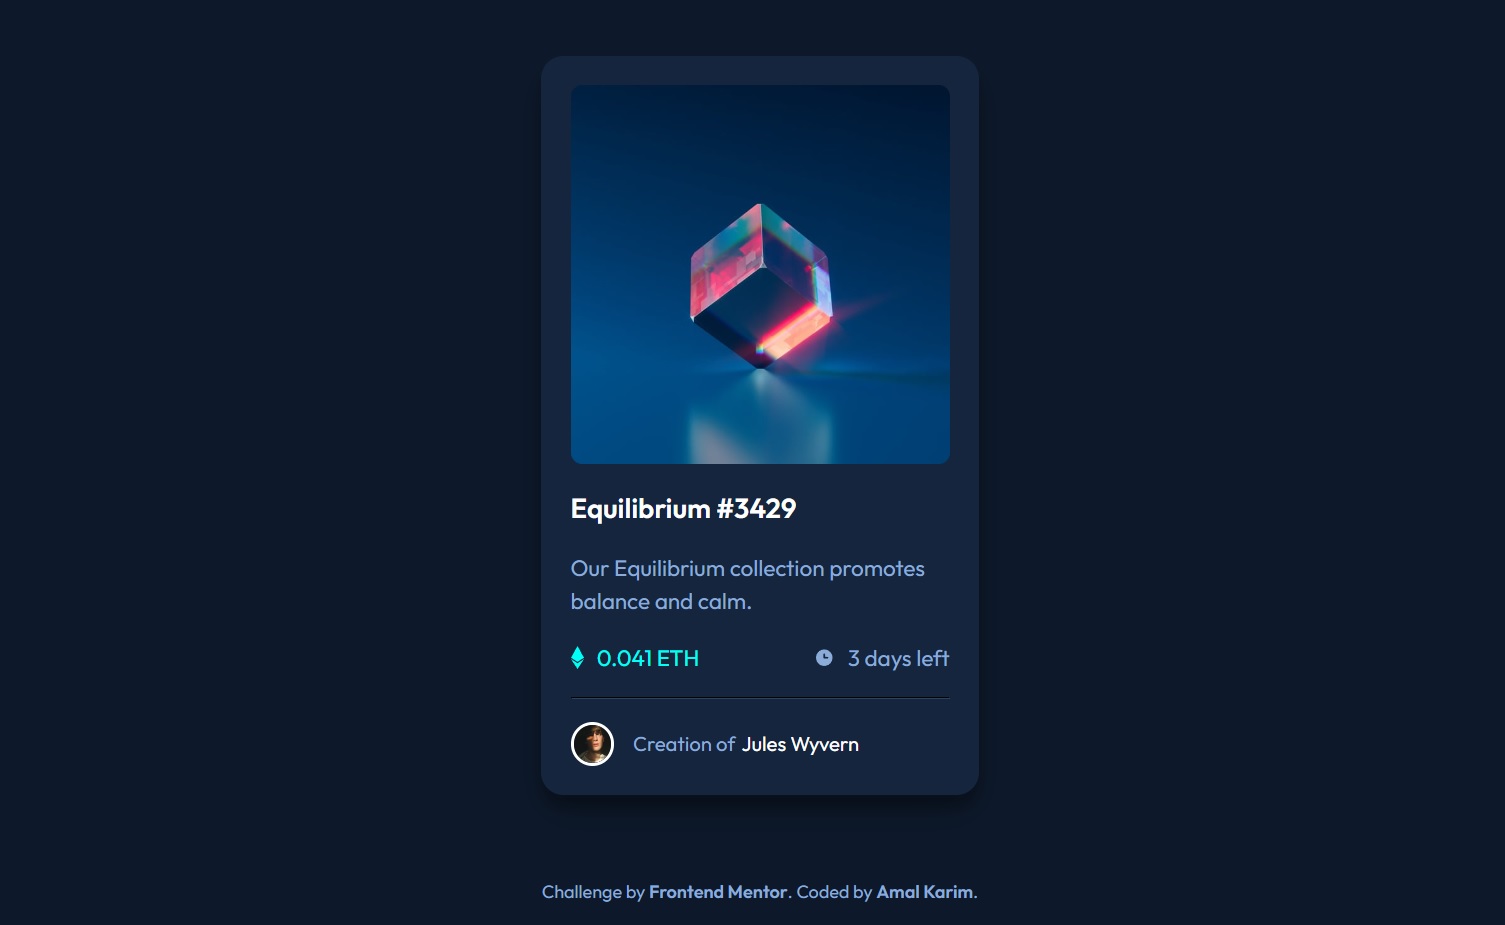 Equilibrium #3429
Our Equilibrium collection promotes
balance and calm.
0.041 ETH
3 days left
Creation of Jules Wyvern
Challenge by Frontend Mentor. Coded by Amal Karim.